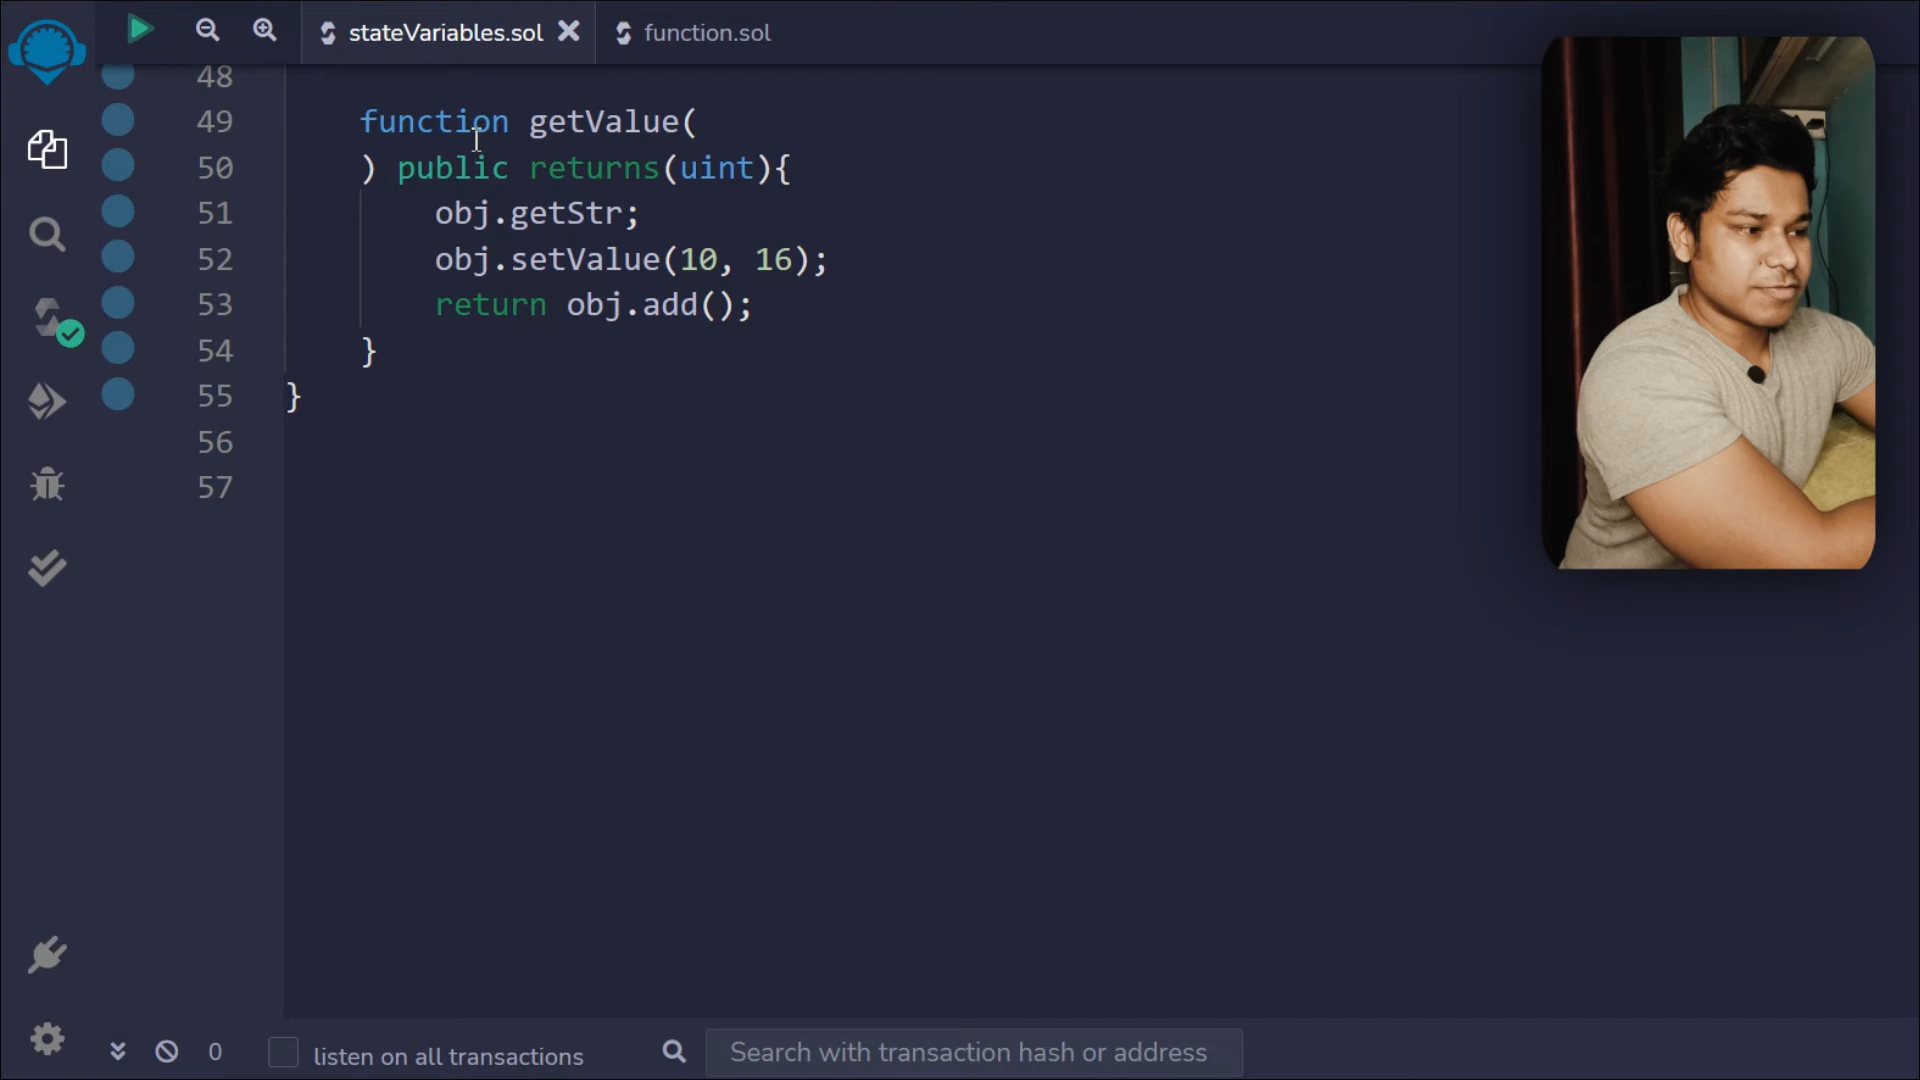 stateVariables.sol
function.sol
48
49 function getValue(
50 ) public returns(uint){
51 obj.getStr;
52 obj.setValue(10, 16);
53 return obj.add();
54 }
55 }
56
57
0
listen on all transactions
Search with transaction hash or address